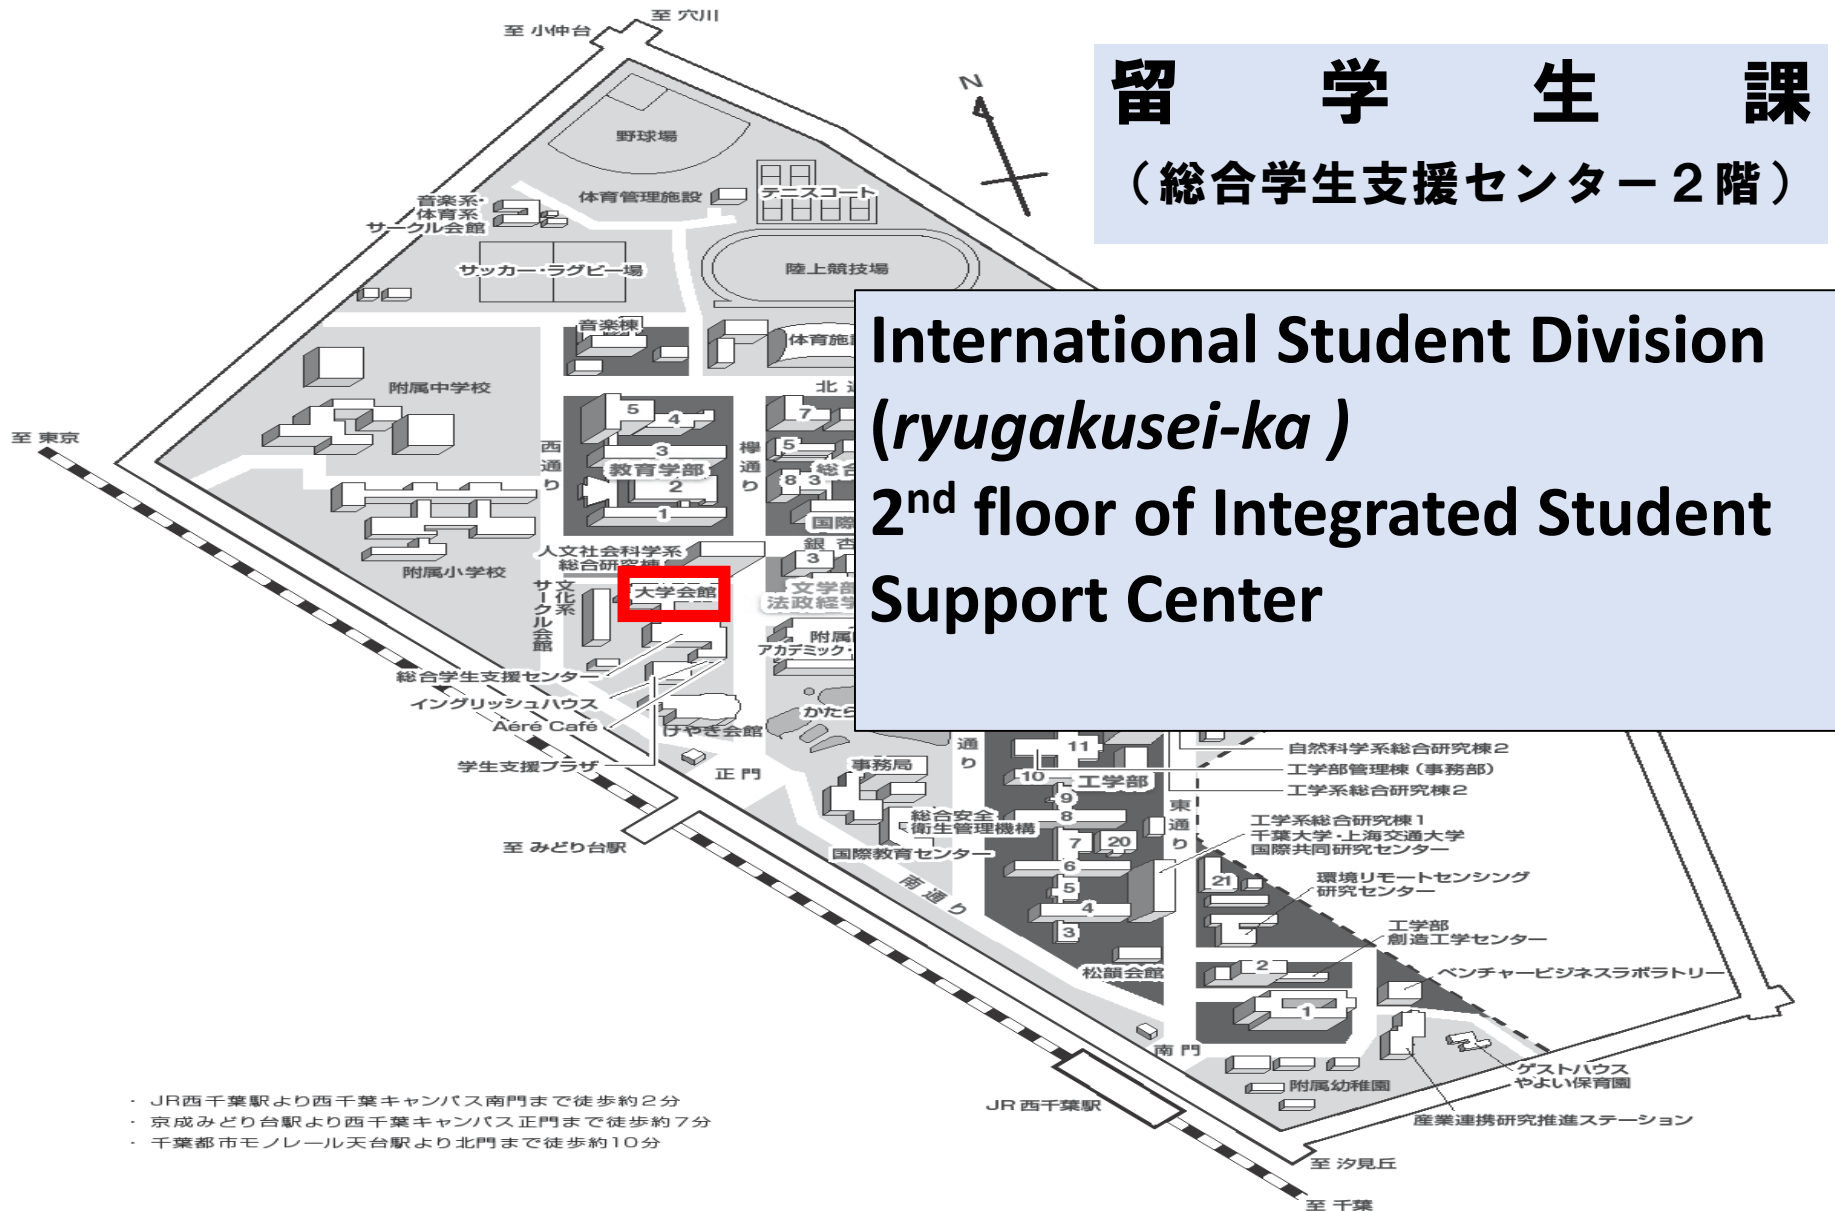 至 穴川
至 小仲台
N
留学生課
（総合学生支援センター２階）
野球場
体育管理施設
テニスコート
音楽系・
体育系
サークル会館
サッカー・ラグビー場
陸上競技場
International Student Division
(ryugakusei-ka )
2nd floor of Integrated Student
Support Center
音楽棟
体育施
北
附属中学校
至 東京
西通り
欅通り
5
4
3
教育学部
2
1
7
5
8 3
総合
国際
銀杏
3
人文社会科学系
総合研究棟
附属小学校
文化系
サークル会館
大学会館
文学部
法政経学
附属
アカデミック・
総合学生支援センター
イングリッシュハウス
Aéré Café
学生支援プラザ
けやき会館
かたら
正門
通り
事務局
総合安全
衛生管理機構
国際教育センター
至 みどり台駅
南通り
11
10
工学部
9
8
7
20
6
5
4
3
東通り
自然科学系総合研究棟2
工学部管理棟（事務部）
工学系総合研究棟2
工学系総合研究棟1
千葉大学・上海交通大学
国際共同研究センター
21
環境リモートセンシング
研究センター
工学部
創造工学センター
松韻会館
2
ベンチャービジネスラボラトリー
1
南門
附属幼稚園
ゲストハウス
やよい保育園
産業連携研究推進ステーション
JR 西千葉駅
至 汐見丘
至 千葉
・ JR西千葉駅より西千葉キャンパス南門まで徒歩約２分
・ 京成みどり台駅より西千葉キャンパス正門まで徒歩約７分
・ 千葉都市モノレール天台駅より北門まで徒歩約10分